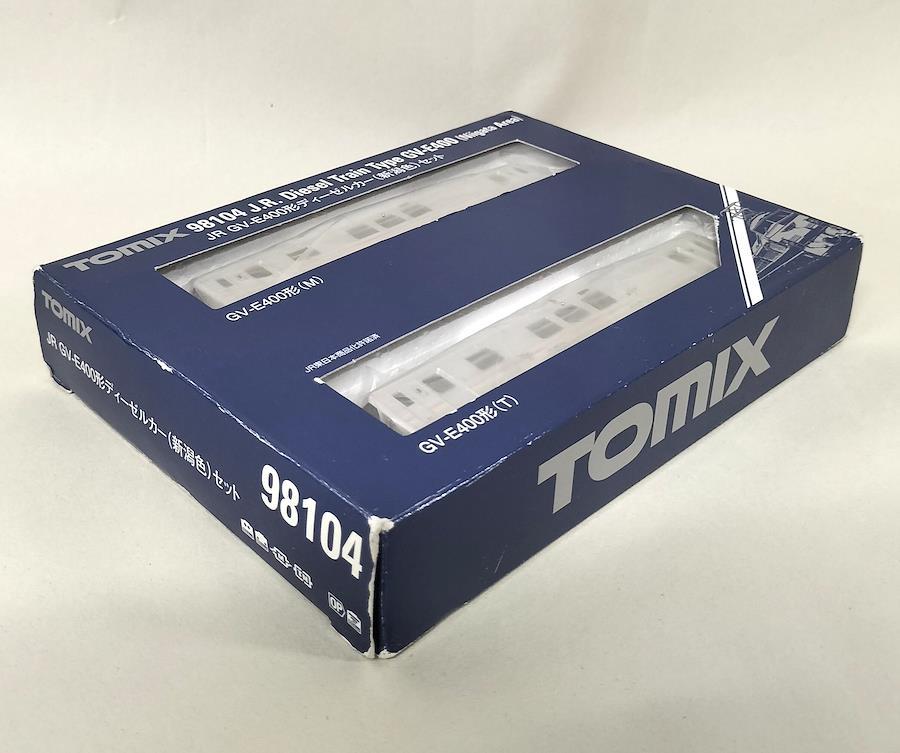 TOMIX 98104 J.R. Diesel Train Type GV-E400 (Niigata Area)
JR GV-E400形ディーゼルカー(新潟色)セット
GV-E400形(M)
JR東日本商品化許諾済
GV-E400形(T)
TOMIX
JR GV-E400形ディーゼルカー(新潟色)セット
98104
OP
TOMIX